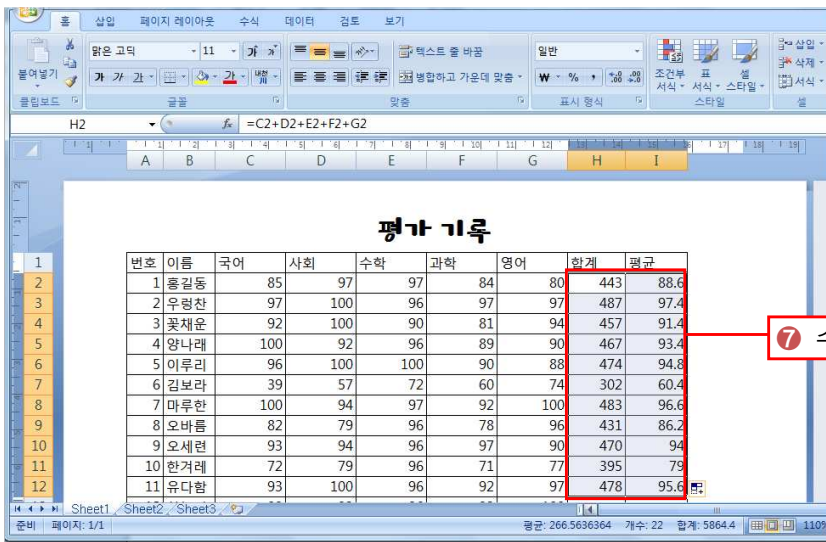 홈 삽입 페이지 레이아웃 수식 데이터 검토 보기
붙여넣기
클립보드
맑은 고딕 11 가 가
가 가 가 가 내천
글꼴
텍스트 줄 바꿈
병합하고 가운데 맞춤
맞춤
일반
₩ % , .0 .00 .00 .0
표시 형식
조건부 서식 표 서식 셀 스타일
스타일
삽입
삭제
서식
셀
H2 fx =C2+D2+E2+F2+G2
A B C D E F G H I
평가 기록
1 번호 이름 국어 사회 수학 과학 영어 합계 평균
2 1 홍길동 85 97 97 84 80 443 88.6
3 2 우렁찬 97 100 96 97 97 487 97.4
4 3 꽃채운 92 100 90 81 94 457 91.4
5 4 양나래 100 92 96 89 90 467 93.4
6 5 이루리 96 100 100 90 88 474 94.8
7 6 김보라 39 57 72 60 74 302 60.4
8 7 마루한 100 94 97 92 100 483 96.6
9 8 오바름 82 79 96 78 96 431 86.2
10 9 오세련 93 94 96 97 90 470 94
11 10 한겨레 72 79 96 71 77 395 79
12 11 유다함 93 100 96 92 97 478 95.6
7
Sheet1 Sheet2 Sheet3
준비 페이지: 1/1 평균: 266.5636364 개수: 22 합계: 5864.4 110%